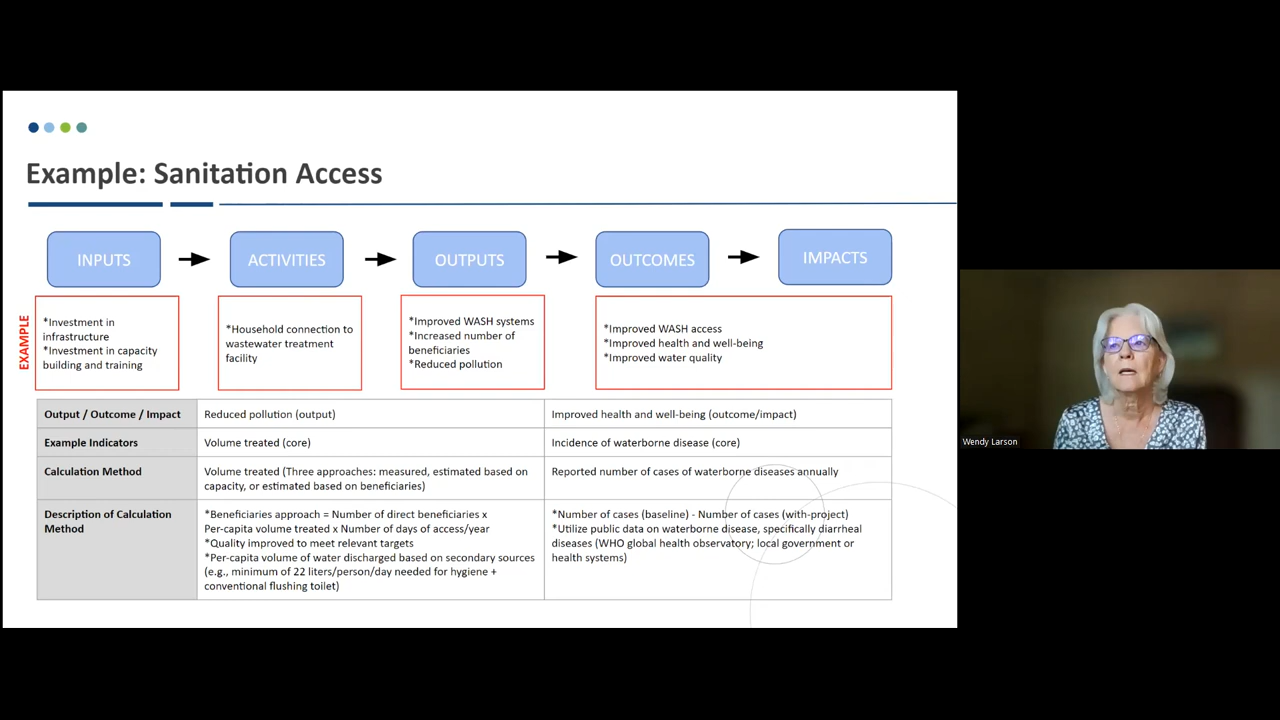 Example: Sanitation Access
INPUTS
ACTIVITIES
OUTPUTS
OUTCOMES
IMPACTS
EXAMPLE
*Investment in
infrastructure
*Investment in capacity
building and training
*Household connection to
wastewater treatment
facility
*Improved WASH systems
*Increased number of
beneficiaries
*Reduced pollution
*Improved WASH access
*Improved health and well-being
*Improved water quality
Output / Outcome / Impact
Reduced pollution (output)
Improved health and well-being (outcome/impact)
Example Indicators
Volume treated (core)
Incidence of waterborne disease (core)
Calculation Method
Volume treated (Three approaches: measured, estimated based on
capacity, or estimated based on beneficiaries)
Reported number of cases of waterborne diseases annually
Description of Calculation
Method
*Beneficiaries approach = Number of direct beneficiaries x
Per-capita volume treated x Number of days of access/year
*Quality improved to meet relevant targets
*Per-capita volume of water discharged based on secondary sources
(e.g., minimum of 22 liters/person/day needed for hygiene +
conventional flushing toilet)
*Number of cases (baseline) - Number of cases (with-project)
*Utilize public data on waterborne disease, specifically diarrheal
diseases (WHO global health observatory; local government or
health systems)
Wendy Larson